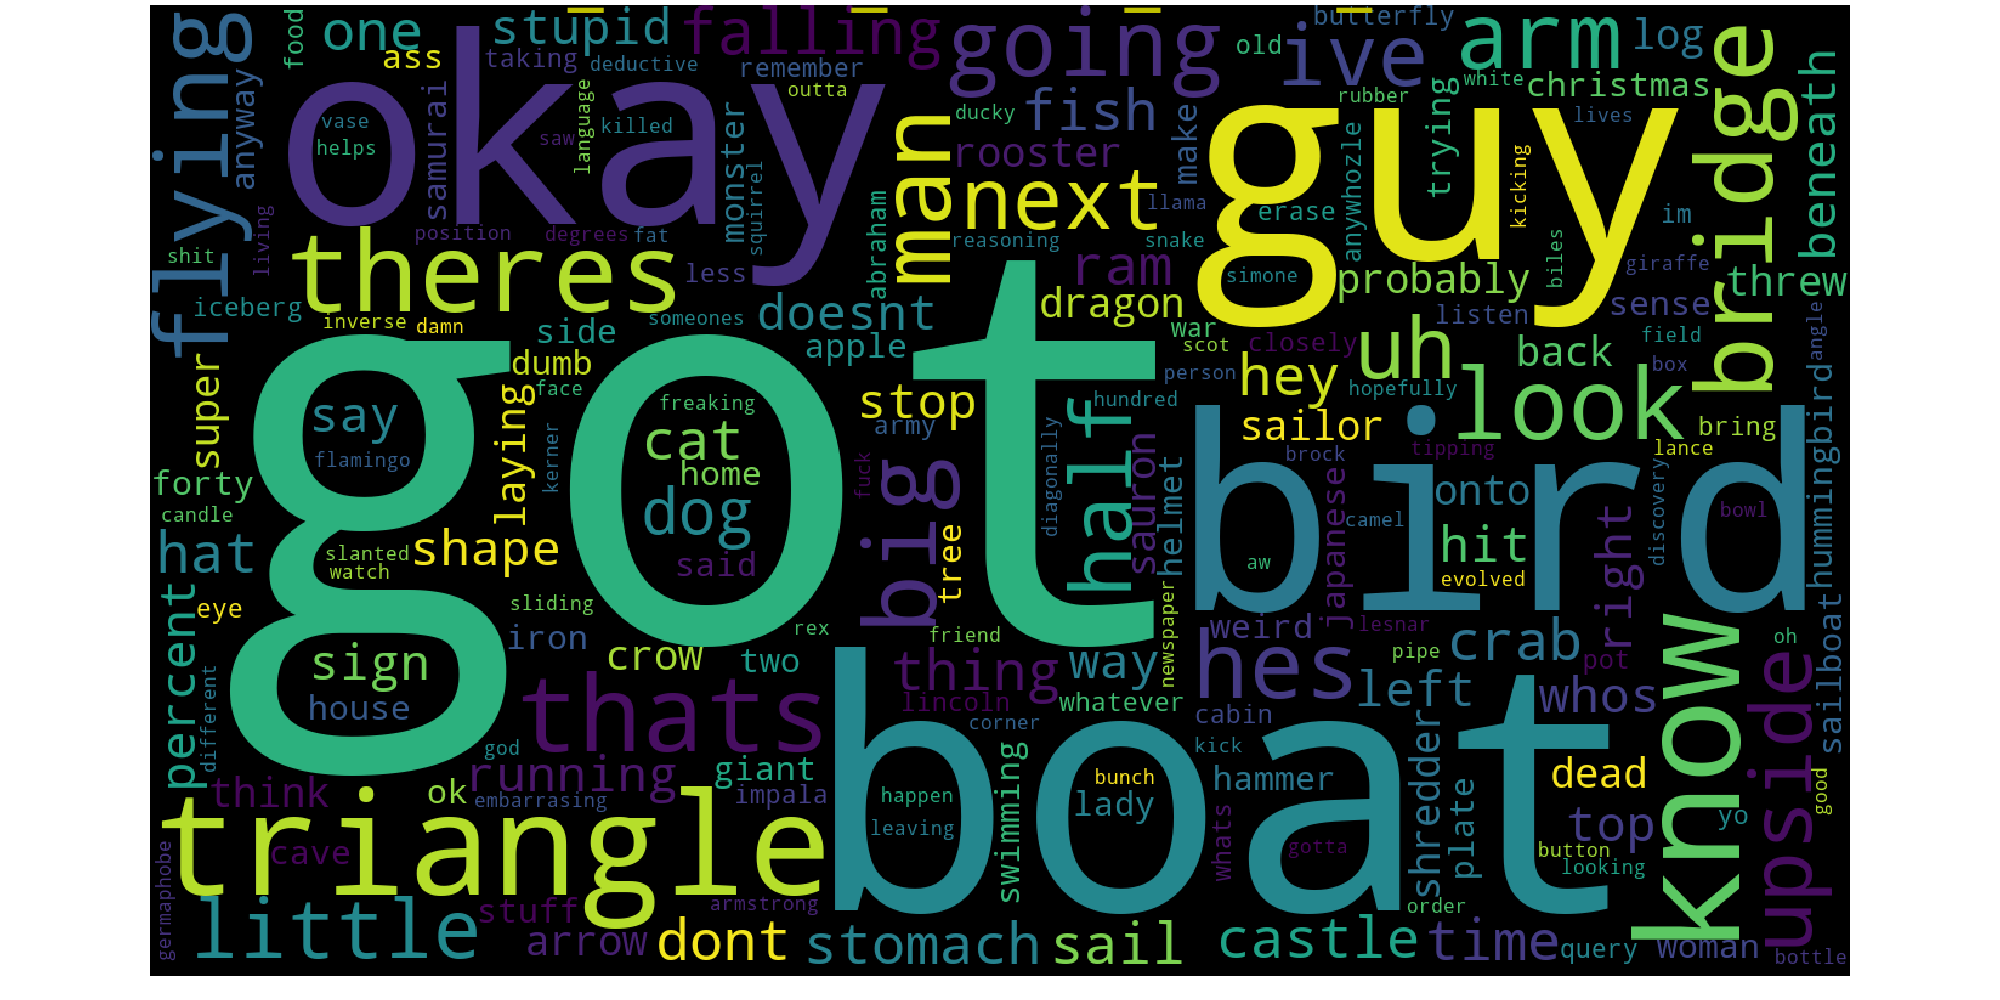 food
one
stupid
falling
going
ive
butterfly
arm
log
flying
okay
ass
taking
deductive
remember
outta
old
white
christmas
bridge
beneath
anyway
samurai
language
vase
helps
saw
killed
monster
squirrel
man
ducky
fish
rooster
next
make
guy
rubber
lives
trying
anywhozle
kicking
erase
im
llama
abraham
reasoning
snake
simone
biles
giraffe
probably
threw
shit
living
position
degrees
fat
theres
less
ram
iceberg
inverse
damn
side
someones
doesnt
dragon
apple
war
scot
closely
listen
sense
field
angle
super
dumb
face
got
uh
look
back
box
person
hey
hopefully
say
laying
freaking
cat
home
stop
army
hundred
half
sailor
bring
tipping
lance
brock
bird
flamingo
kerner
dog
fuck
big
diagonally
sauron
helmet
japanese
camel
onto
right
discovery
bowl
hummingbird
forty
candle
hat
slanted
watch
shape
said
tree
aw
hit
evolved
percent
eye
sliding
iron
rex
friend
newspaper
weird
lesnar
crab
pipe
pot
know
oh
upside
sailboat
sign
crow
two
thing
way
hes
left
whos
house
different
god
thats
lincoln
whatever
corner
cabin
kick
shredder
think
ok
running
giant
embarrasing
impala
happen
leaving
swimming
bunch
lady
hammer
whats
gotta
plate
dead
top
button
looking
yo
good
triangle
boat
cave
germaphobe
little
stuff
arrow
armstrong
dont
stomach
sail
castle
order
time
query
woman
bottle